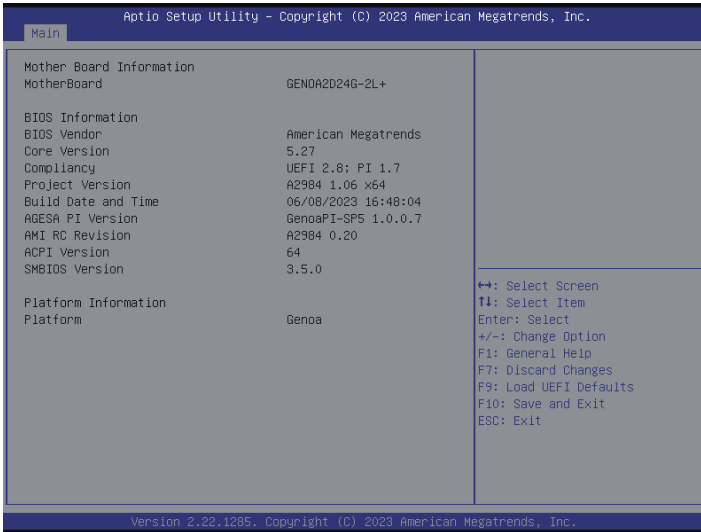 Aptio Setup Utility – Copyright (C) 2023 American Megatrends, Inc.
Main
Mother Board Information
MotherBoard GENOA2D24G-2L+
BIOS Information
BIOS Vendor American Megatrends
Core Version 5.27
Compliancy UEFI 2.8; PI 1.7
Project Version A2984 1.06 x64
Build Date and Time 06/08/2023 16:48:04
AGESA PI Version GenoaPI-SP5 1.0.0.7
AMI RC Revision A2984 0.20
ACPI Version 64
SMBIOS Version 3.5.0
Platform Information
Platform Genoa
↔: Select Screen
↑↓: Select Item
Enter: Select
+/-: Change Option
F1: General Help
F7: Discard Changes
F9: Load UEFI Defaults
F10: Save and Exit
ESC: Exit
Version 2.22.1285. Copyright (C) 2023 American Megatrends, Inc.